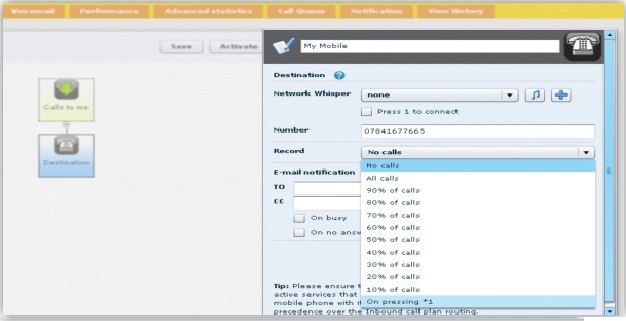 Voicemail Performance Advanced statistics Call Queue Notification View History
Save Activate
My Mobile
Calls to me
Destination
Destination
Network Whisper none
Press 1 to connect
Number 07841677665
Record No calls
No calls
All calls
90% of calls
80% of calls
70% of calls
60% of calls
50% of calls
40% of calls
30% of calls
20% of calls
10% of calls
On pressing *1
E-mail notification
TO
CC
On busy
On no answ
Tip: Please ensure t
active services that
mobile phone with i
precedence over the Inbound call plan routing.